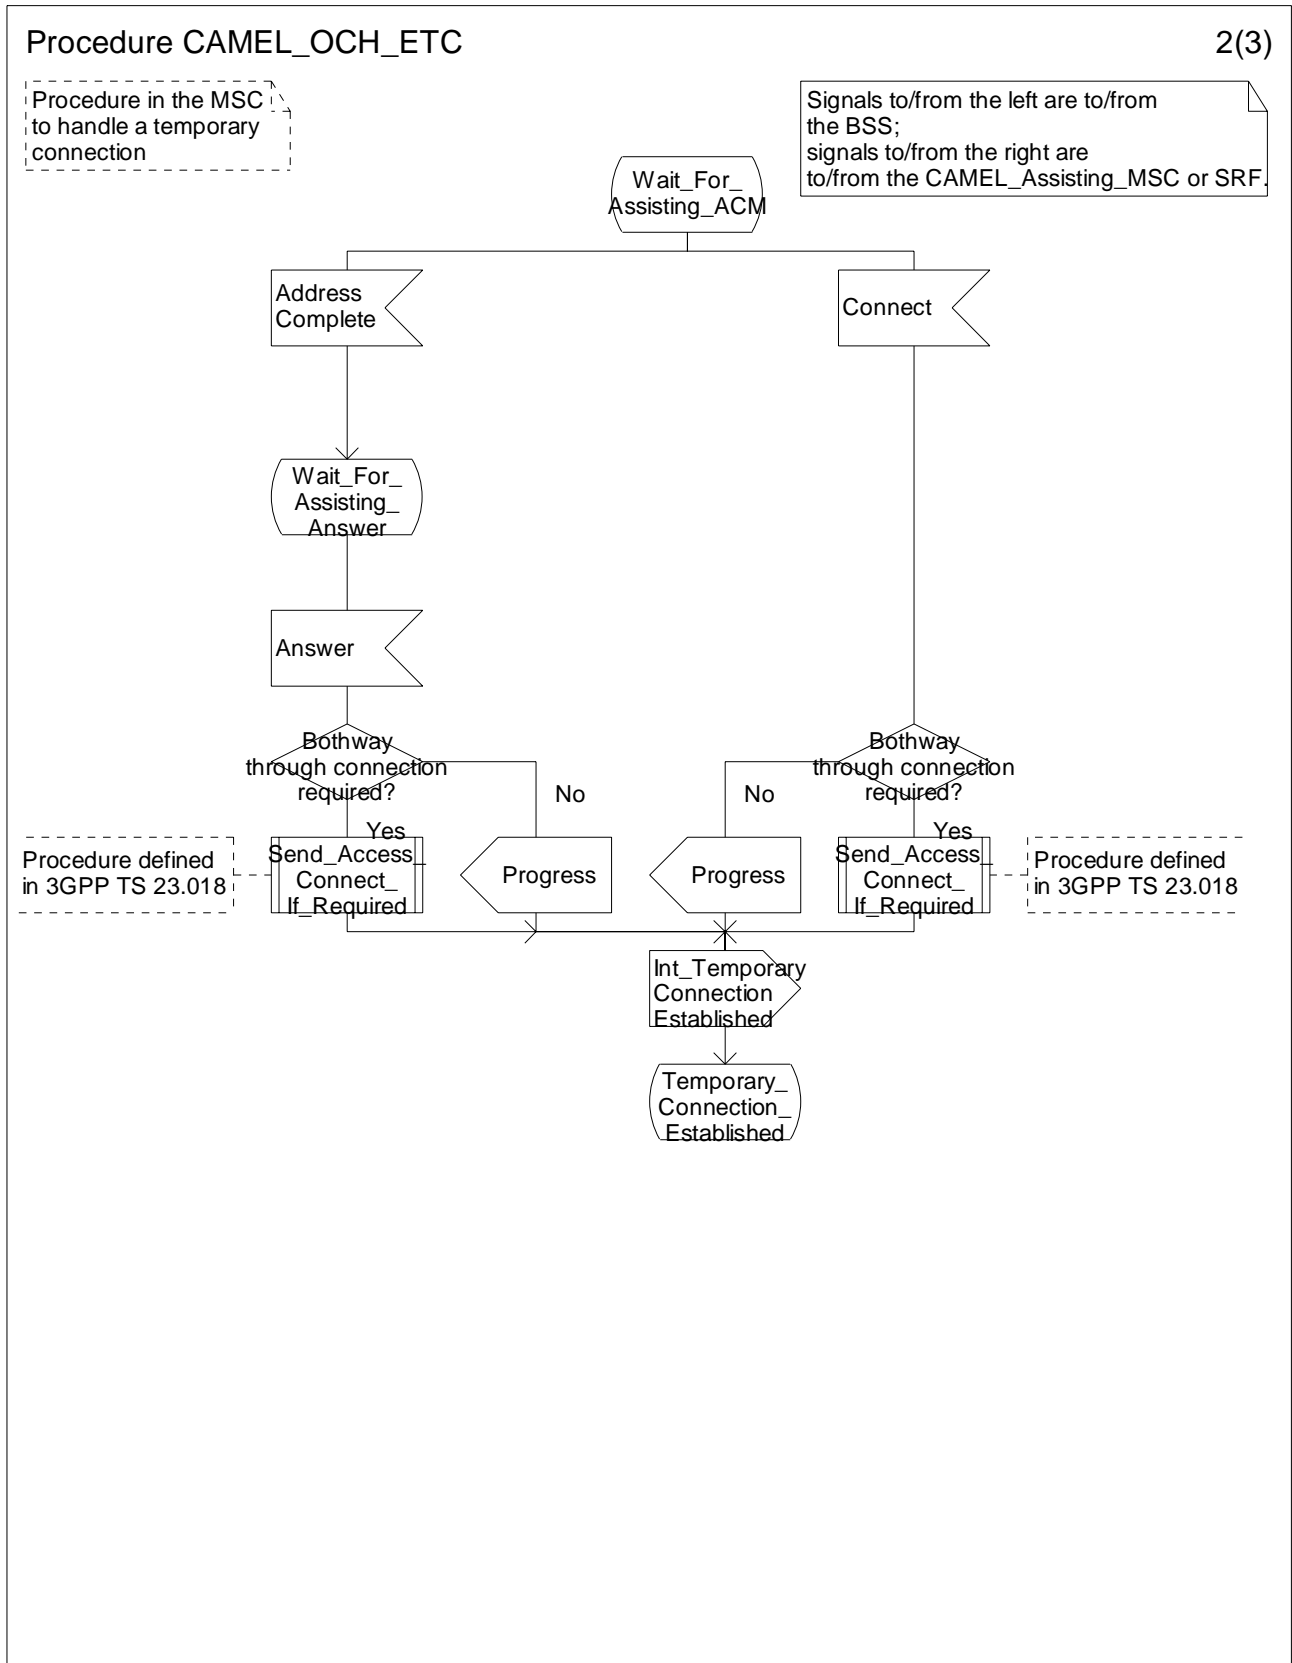 Procedure CAMEL_OCH_ETC
2(3)
Procedure in the MSC
to handle a temporary
connection
Signals to/from the left are to/from
the BSS;
signals to/from the right are
to/from the CAMEL_Assisting_MSC or SRF.
Wait_For_
Assisting_ACM
Address
Complete
Connect
Wait_For_
Assisting_
Answer
Answer
Bothway
through connection
required?
No
No
Bothway
through connection
required?
Yes
Yes
Procedure defined
in 3GPP TS 23.018
Send_Access_
Connect_
If_Required
Progress
Progress
Send_Access_
Connect_
If_Required
Procedure defined
in 3GPP TS 23.018
Int_Temporary
Connection
Established
Temporary_
Connection_
Established